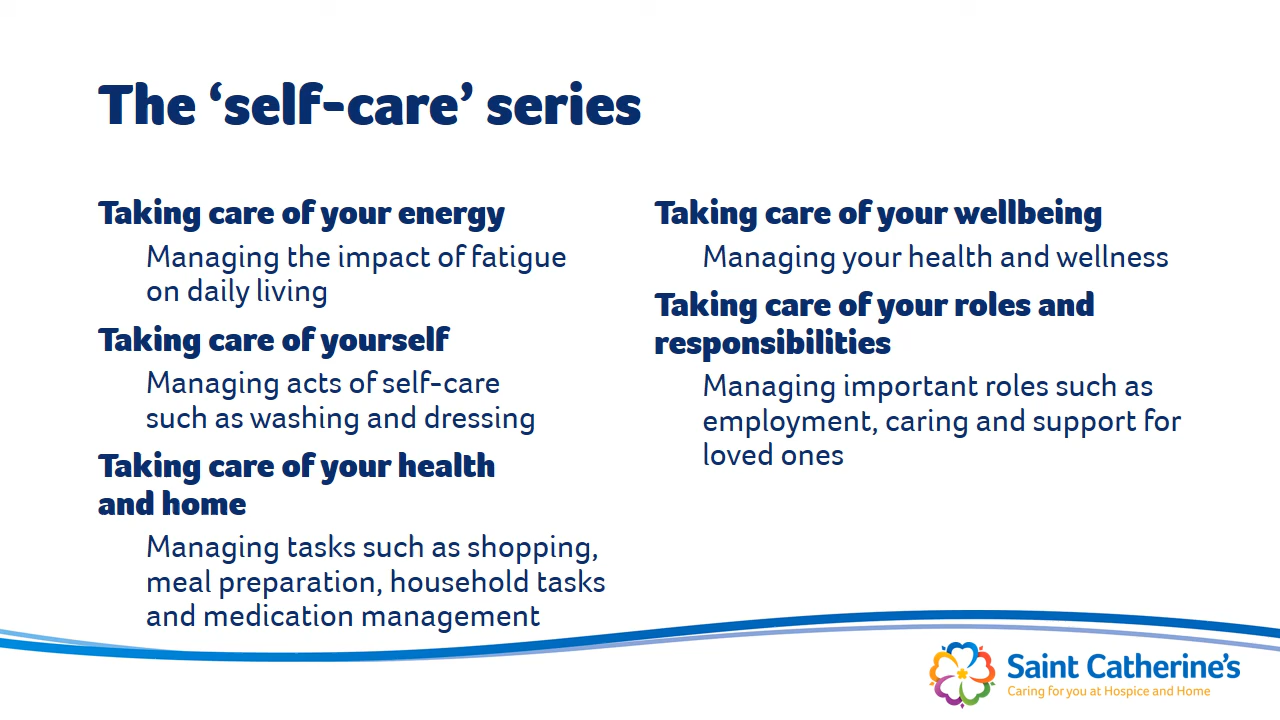 The ‘self-care’ series
Taking care of your energy
Managing the impact of fatigue
on daily living
Taking care of yourself
Managing acts of self-care
such as washing and dressing
Taking care of your health
and home
Managing tasks such as shopping,
meal preparation, household tasks
and medication management
Taking care of your wellbeing
Managing your health and wellness
Taking care of your roles and
responsibilities
Managing important roles such as
employment, caring and support for
loved ones
Saint Catherine’s
Caring for you at Hospice and Home